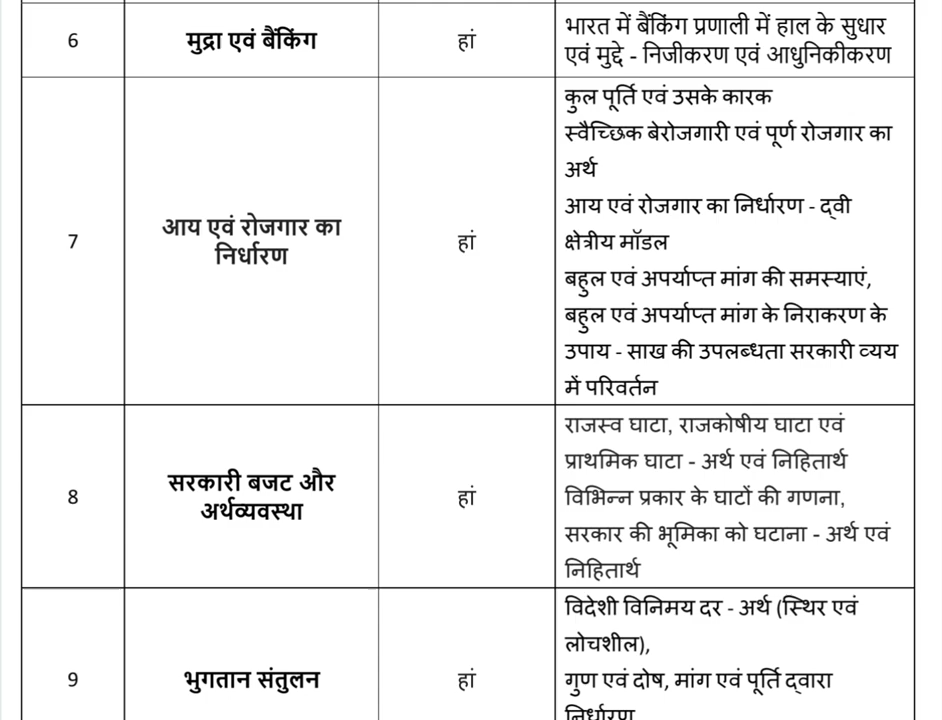 6
मुद्रा एवं बैंकिंग
हां
भारत में बैंकिंग प्रणाली में हाल के सुधार
एवं मुद्दे - निजीकरण एवं आधुनिकीकरण
7
आय एवं रोजगार का
निर्धारण
हां
कुल पूर्ति एवं उसके कारक
स्वैच्छिक बेरोजगारी एवं पूर्ण रोजगार का
अर्थ
आय एवं रोजगार का निर्धारण - द्वी
क्षेत्रीय मॉडल
बहुल एवं अपर्याप्त मांग की समस्याएं,
बहुल एवं अपर्याप्त मांग के निराकरण के
उपाय - साख की उपलब्धता सरकारी व्यय
में परिवर्तन
8
सरकारी बजट और
अर्थव्यवस्था
हां
राजस्व घाटा, राजकोषीय घाटा एवं
प्राथमिक घाटा - अर्थ एवं निहितार्थ
विभिन्न प्रकार के घाटों की गणना,
सरकार की भूमिका को घटाना - अर्थ एवं
निहितार्थ
9
भुगतान संतुलन
हां
विदेशी विनिमय दर - अर्थ (स्थिर एवं
लोचशील),
गुण एवं दोष, मांग एवं पूर्ति द्वारा
निर्धारण